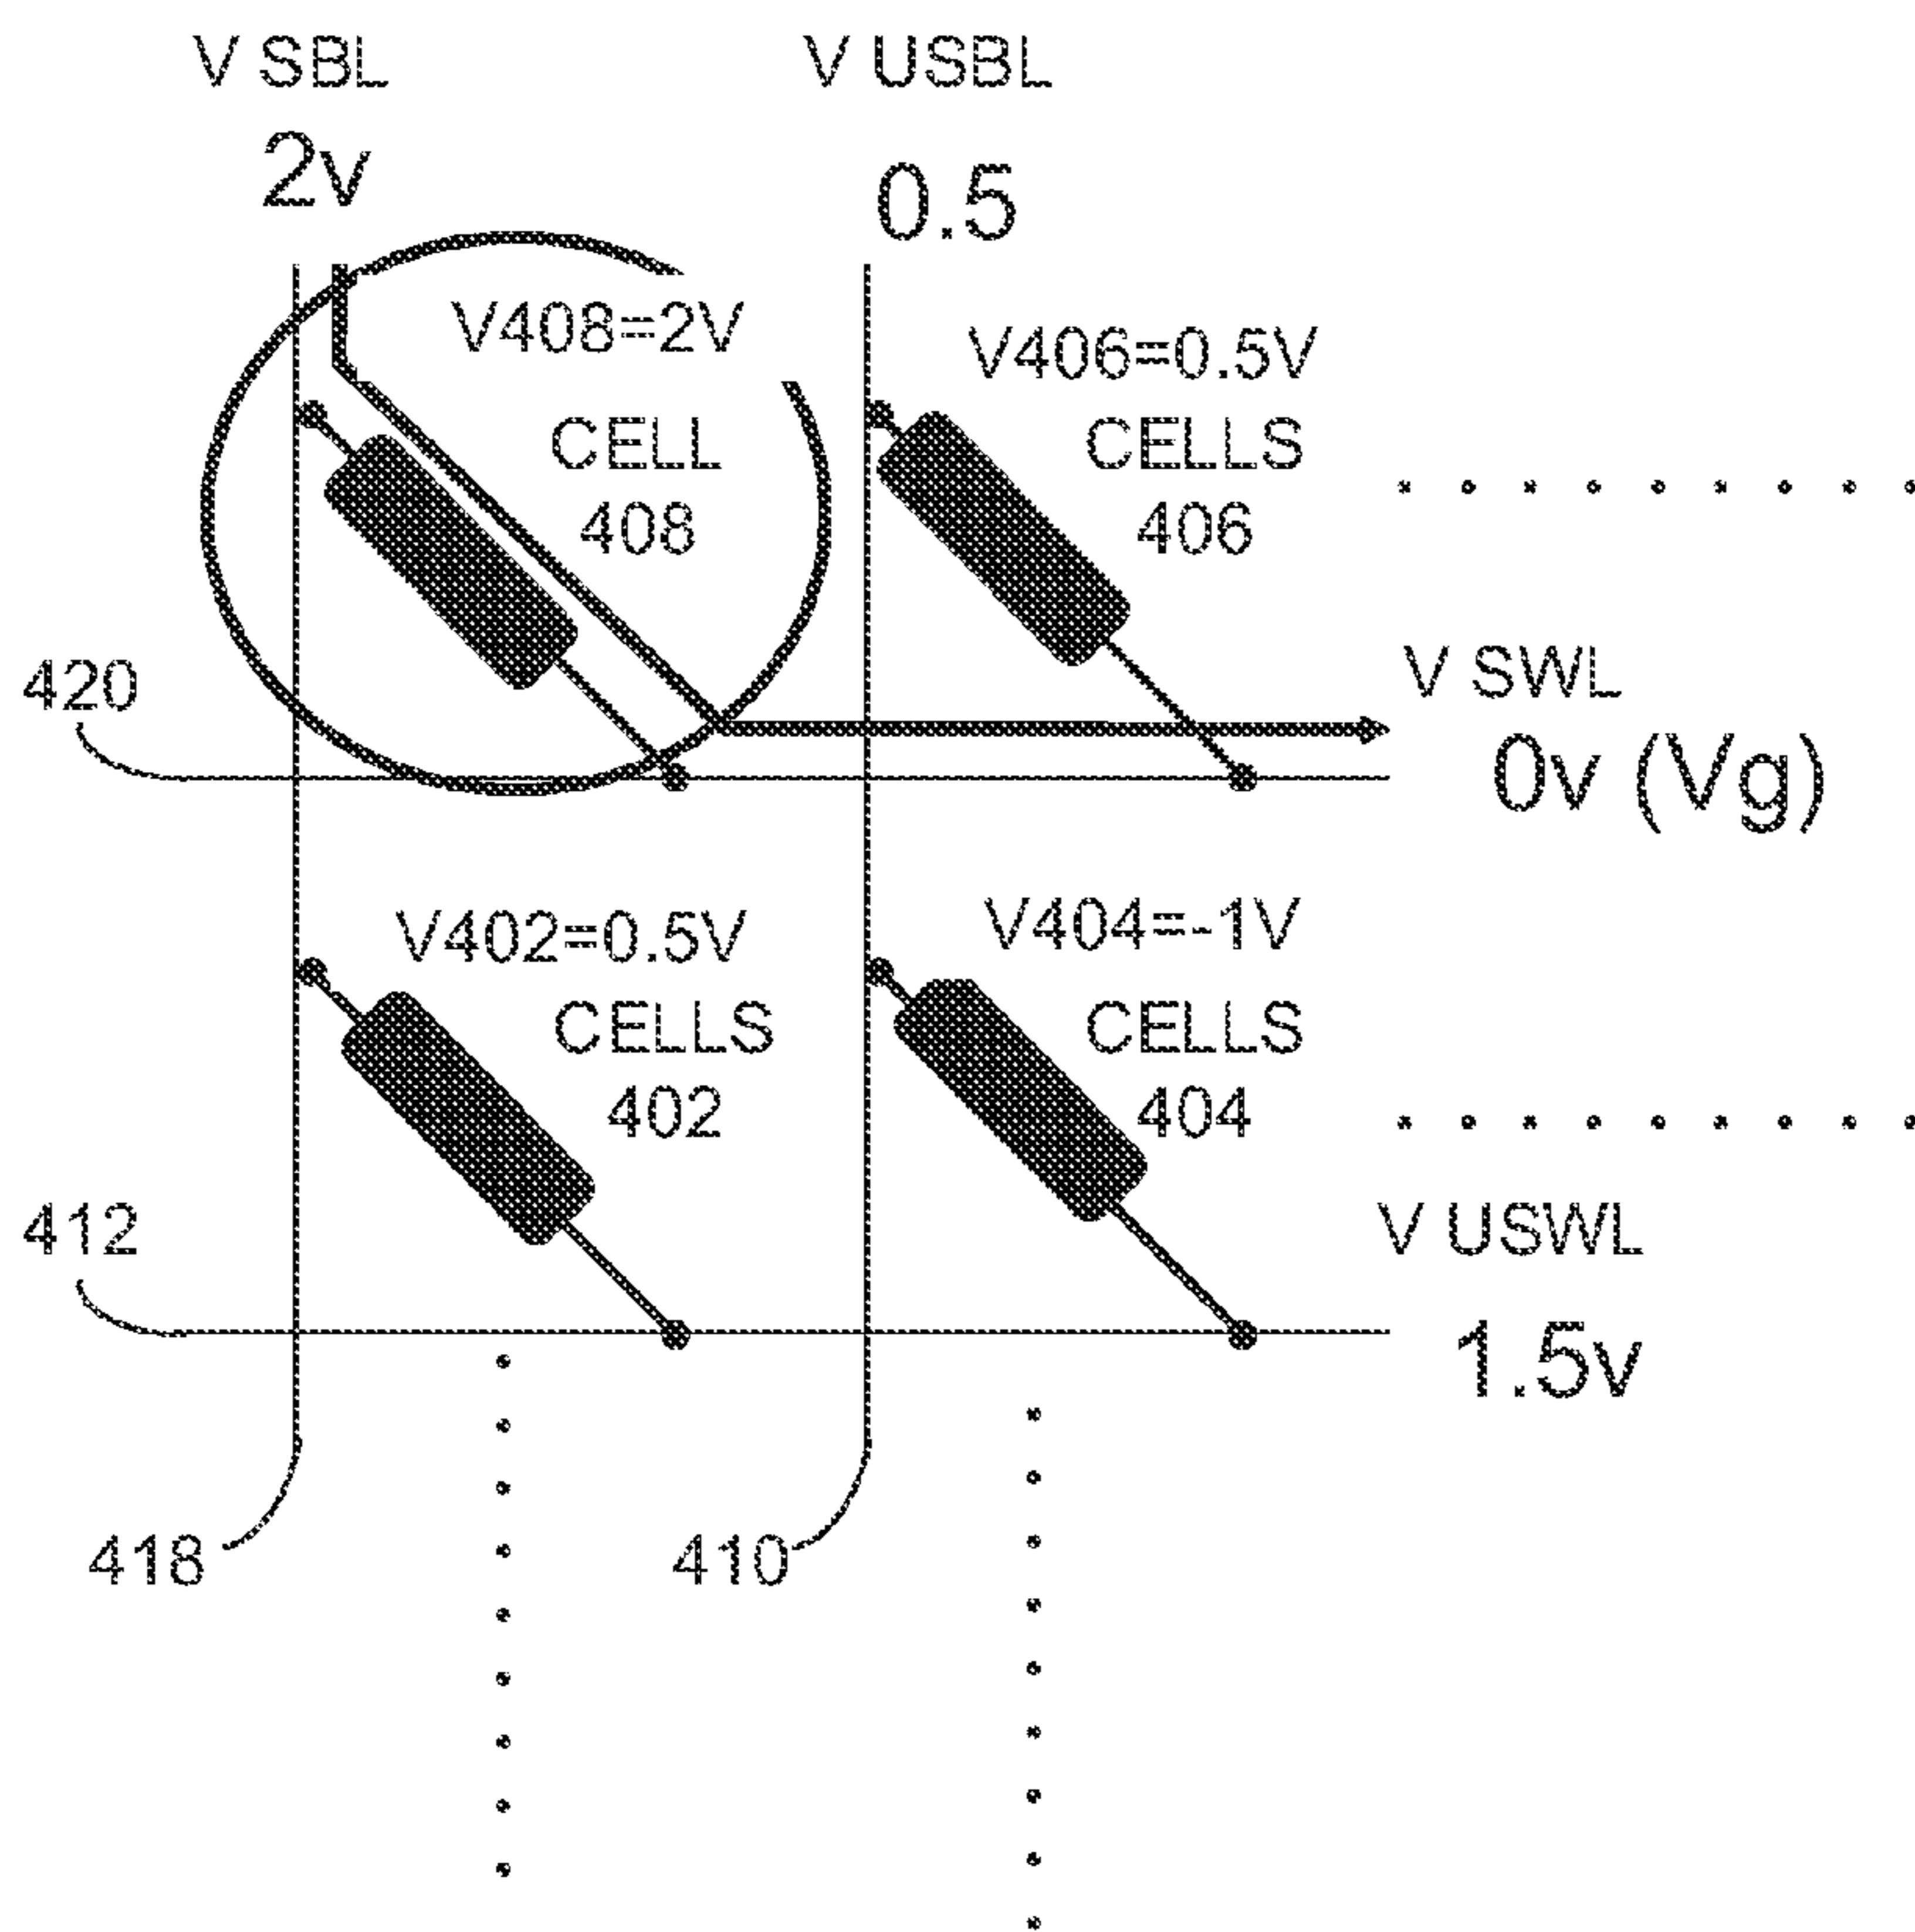 V SBL
2v
V USBL
0.5
V408=2V
CELL
408
V406=0.5V
CELLS
406
420
V SWL
0v (Vg)
V402=0.5V
CELLS
402
V404=-1V
CELLS
404
412
V USWL
1.5v
418
410